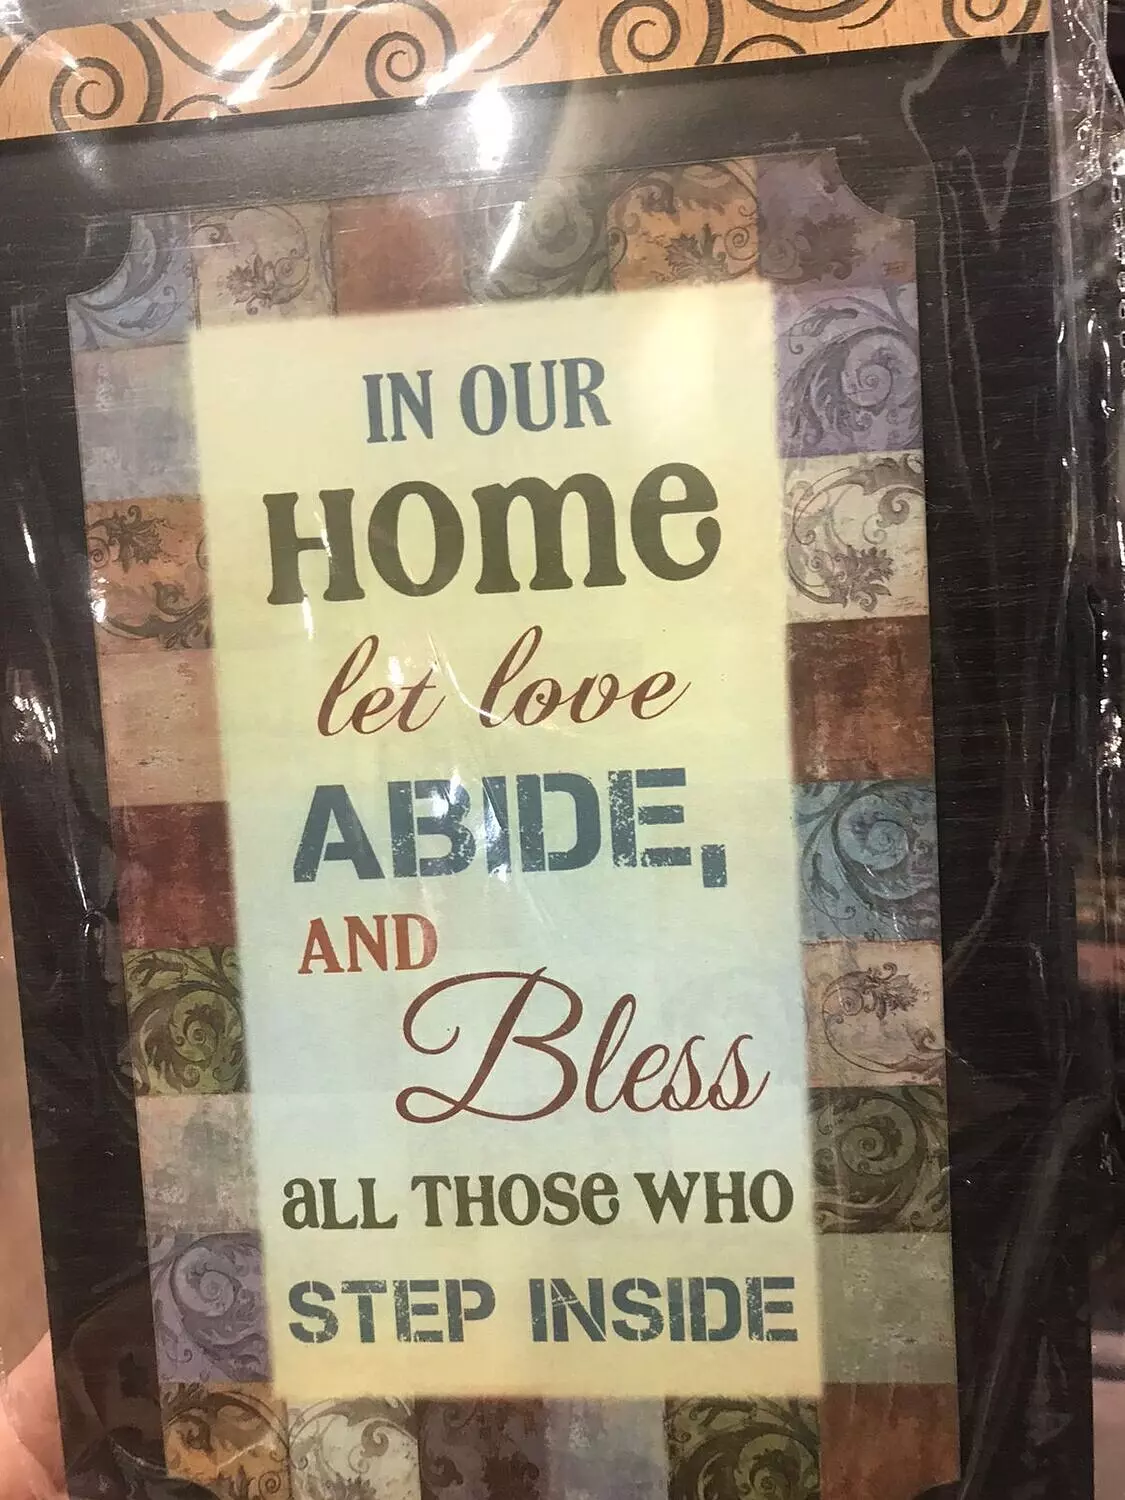 IN OUR
HOme
let love
ABIDE,
AND
Bless
aLL THOSe WHO
STEP INSIDE